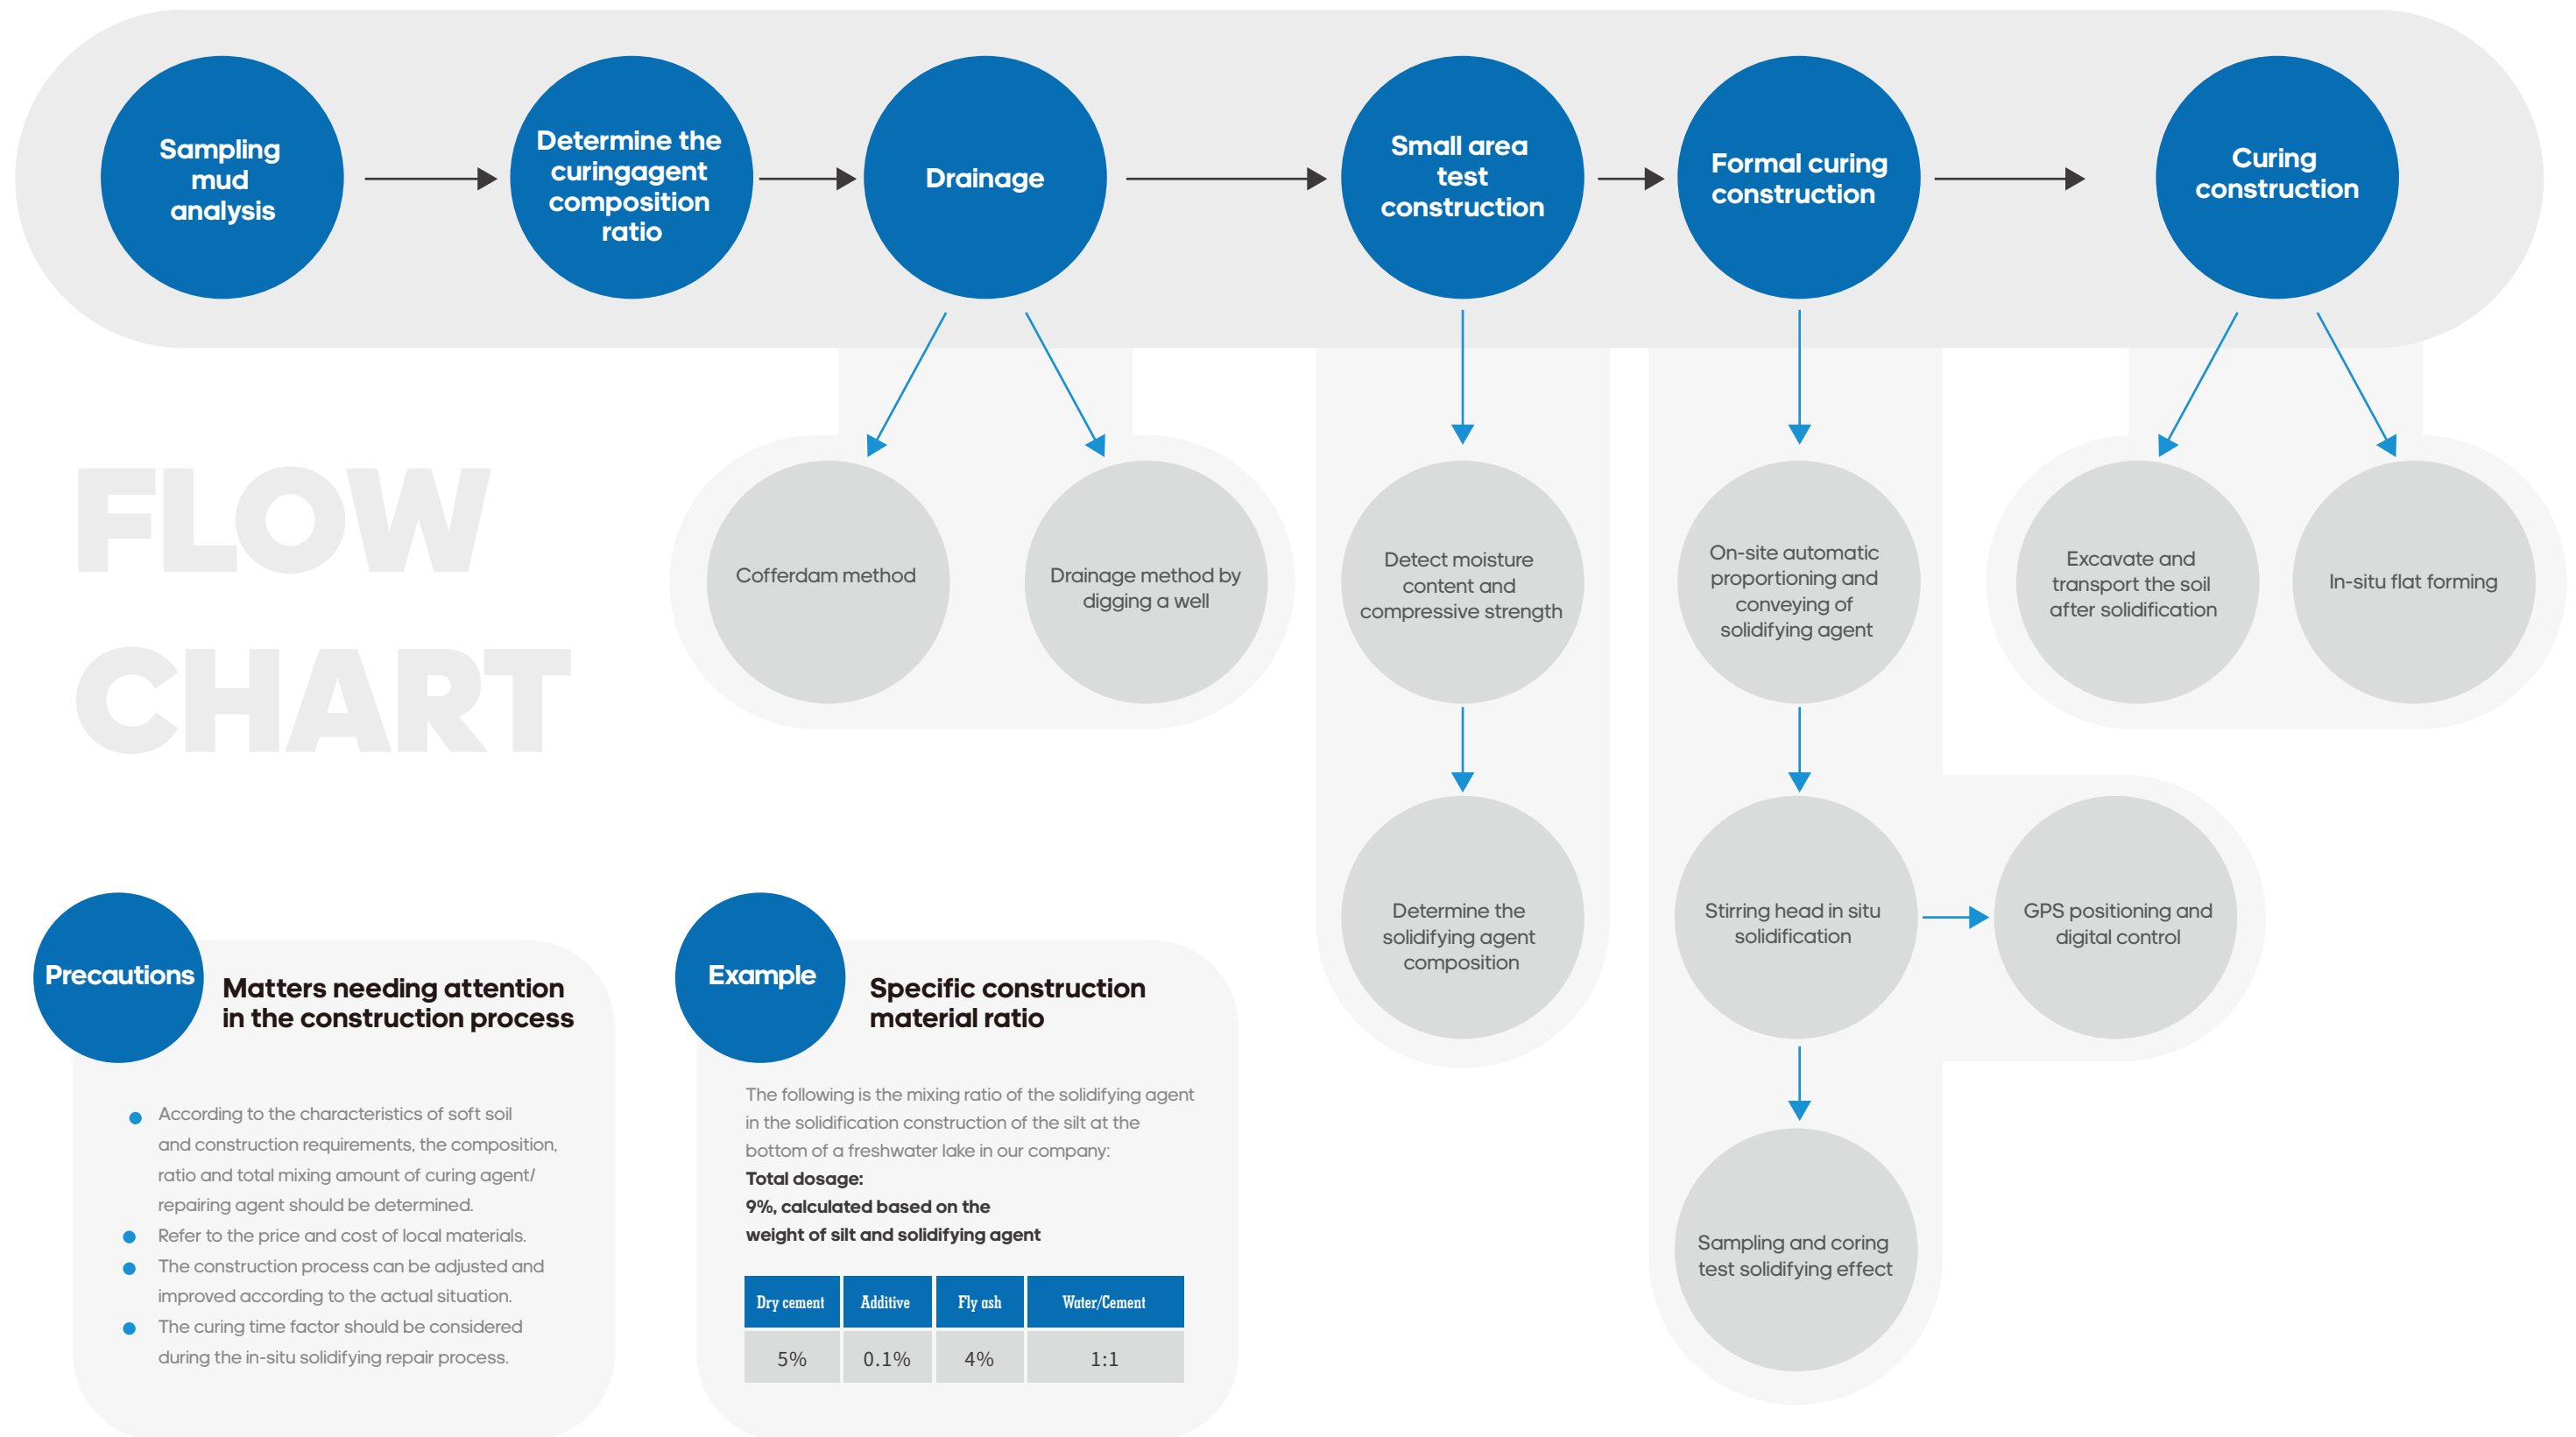 Sampling
mud
analysis
Determine the
curingagent
composition
ratio
Drainage
Small area
test
construction
Formal curing
construction
Curing
construction
FLOW
CHART
Cofferdam method
Drainage method by
digging a well
Detect moisture
content and
compressive strength
On-site automatic
proportioning and
conveying of
solidifying agent
Excavate and
transport the soil
after solidification
In-situ flat forming
Determine the
solidifying agent
composition
Stirring head in situ
solidification
GPS positioning and
digital control
Sampling and coring
test solidifying effect
Precautions
Matters needing attention
in the construction process
According to the characteristics of soft soil
and construction requirements, the composition,
ratio and total mixing amount of curing agent/
repairing agent should be determined.
Refer to the price and cost of local materials.
The construction process can be adjusted and
improved according to the actual situation.
The curing time factor should be considered
during the in-situ solidifying repair process.
Example
Specific construction
material ratio
The following is the mixing ratio of the solidifying agent
in the solidification construction of the silt at the
bottom of a freshwater lake in our company:
Total dosage:
9%, calculated based on the
weight of silt and solidifying agent
Dry cement Additive Fly ash Water/Cement
5% 0.1% 4% 1:1